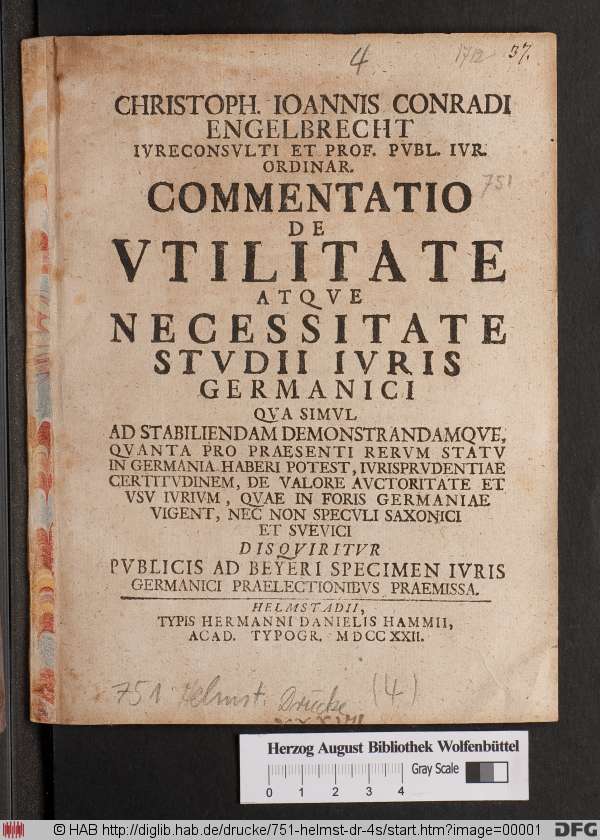 4 1712 37.
CHRISTOPH. IOANNIS CONRADI
ENGELBRECHT
IVRECONSVLTI ET PROF. PVBL. IVR.
ORDINAR.
751
COMMENTATIO
DE
VTILITATE
ATQVE
NECESSITATE
STVDII IVRIS
GERMANICI
QVA SIMVL
AD STABILIENDAM DEMONSTRANDAMQVE,
QVANTA PRO PRAESENTI RERVM STATV
IN GERMANIA HABERI POTEST, IVRISPRVDENTIAE
CERTITVDINEM, DE VALORE AVCTORITATE ET
VSV IVRIVM, QVAE IN FORIS GERMANIAE
VIGENT, NEC NON SPECVLI SAXONICI
ET SVEVICI
DISQVIRITVR
PVBLICIS AD BEYERI SPECIMEN IVRIS
GERMANICI PRAELECTIONIBVS PRAEMISSA.
HELMSTADII,
TYPIS HERMANNI DANIELIS HAMMII,
ACAD. TYPOGR. MDCCXXII.
751 Helmst. Drucke (4)
Herzog August Bibliothek Wolfenbüttel
0 1 2 3 4 Gray Scale
© HAB http://diglib.hab.de/drucke/751-helmst-dr-4s/start.htm?image=00001
DFG